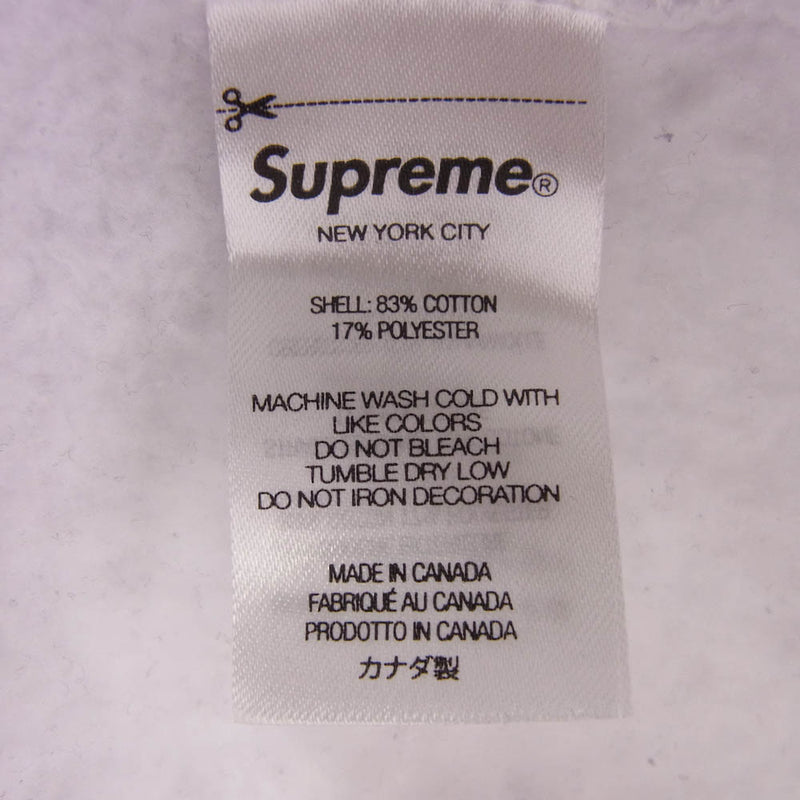 Supreme®
NEW YORK CITY
SHELL: 83% COTTON
17% POLYESTER
MACHINE WASH COLD WITH
LIKE COLORS
DO NOT BLEACH
TUMBLE DRY LOW
DO NOT IRON DECORATION
MADE IN CANADA
FABRIQUÉ AU CANADA
PRODOTTO IN CANADA
カナダ製